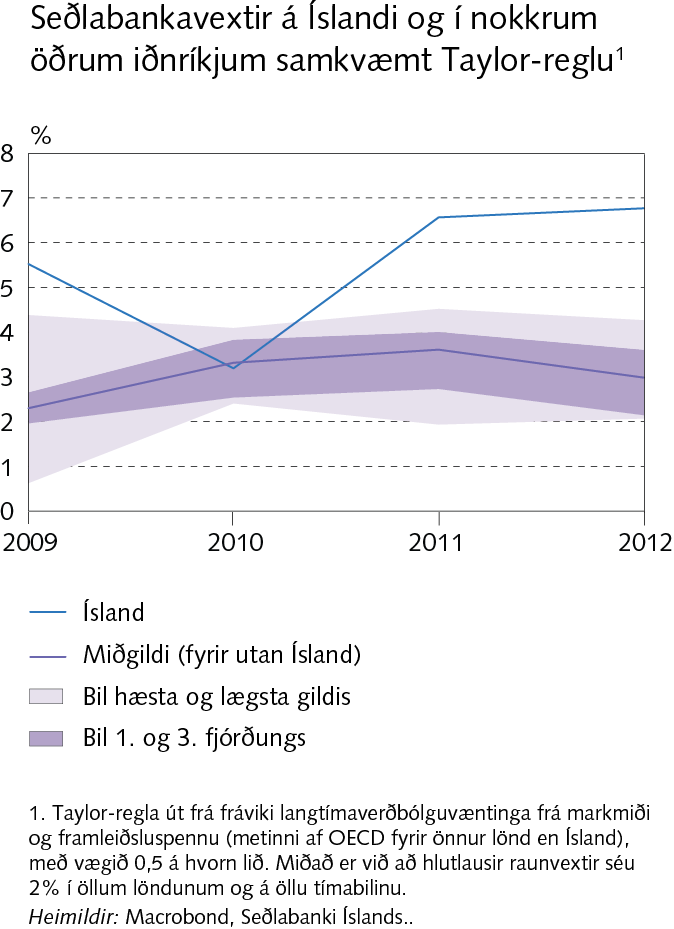 Seðlabankavextir á Íslandi og í nokkrum
öðrum iðnríkjum samkvæmt Taylor-reglu¹
%
8
7
6
5
4
3
2
1
0
2009 2010 2011 2012
Ísland
Miðgildi (fyrir utan Ísland)
Bil hæsta og lægsta gildis
Bil 1. og 3. fjórðungs
1. Taylor-regla út frá fráviki langtímaverðbólguvæntinga frá markmiði
og framleiðsluspennu (metinni af OECD fyrir önnur lönd en Ísland),
með vægið 0,5 á hvorn lið. Miðað er við að hlutlausir raunvextir séu
2% í öllum löndunum og á öllu tímabilinu.
Heimildir: Macrobond, Seðlabanki Íslands..